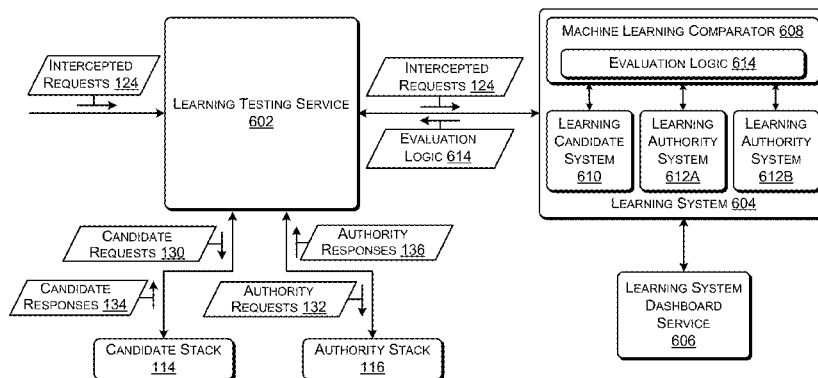 INTERCEPTED
REQUESTS 124
LEARNING TESTING SERVICE
602
INTERCEPTED
REQUESTS 124
EVALUATION
LOGIC 614
MACHINE LEARNING COMPARATOR 608
EVALUATION LOGIC 614
LEARNING
CANDIDATE
SYSTEM
610
LEARNING
AUTHORITY
SYSTEM
612A
LEARNING
AUTHORITY
SYSTEM
612B
LEARNING SYSTEM 604
CANDIDATE
REQUESTS 130
AUTHORITY
RESPONSES 136
CANDIDATE
RESPONSES 134
AUTHORITY
REQUESTS 132
LEARNING SYSTEM
DASHBOARD
SERVICE
606
CANDIDATE STACK
114
AUTHORITY STACK
116